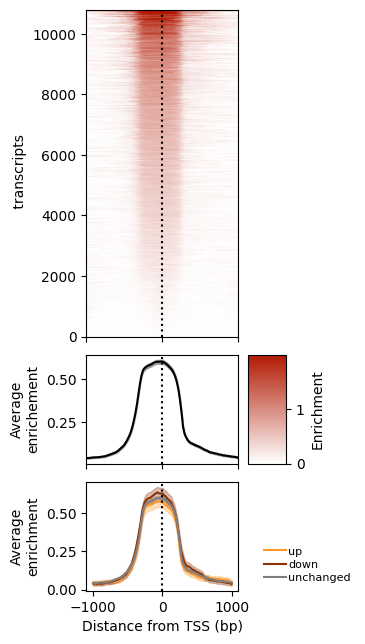 10000
8000
6000
4000
2000
0
transcripts
0.50
0.25
Average
enrichement
1
0
Enrichment
0.50
0.25
0.00
Average
enrichment
up
down
unchanged
−1000
0
1000
Distance from TSS (bp)